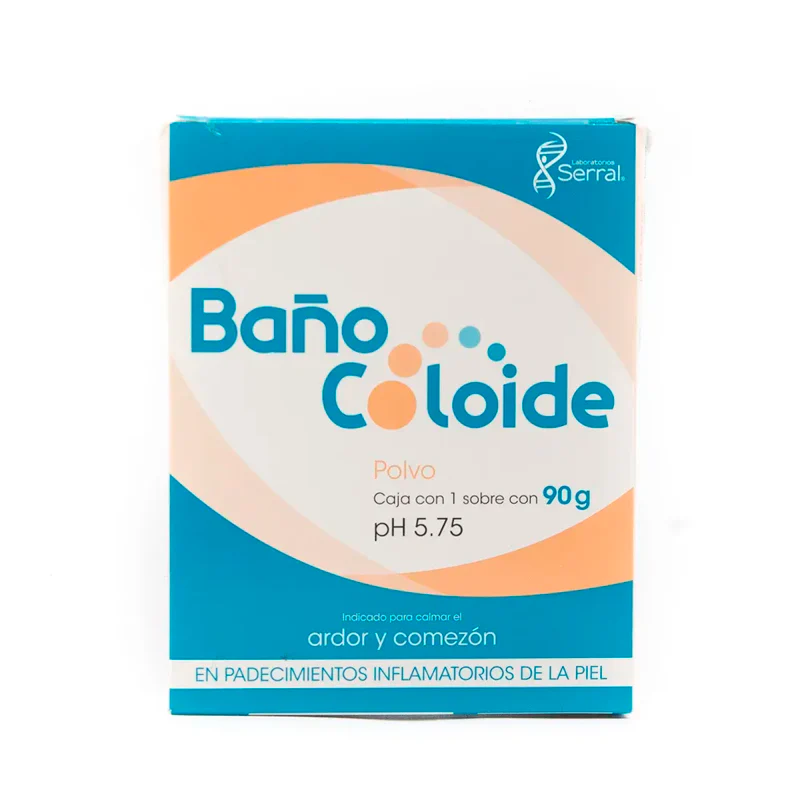 Laboratorios
Serral®
Baño
Coloide
Polvo
Caja con 1 sobre con 90 g
pH 5.75
Indicado para calmar el
ardor y comezón
EN PADECIMIENTOS INFLAMATORIOS DE LA PIEL